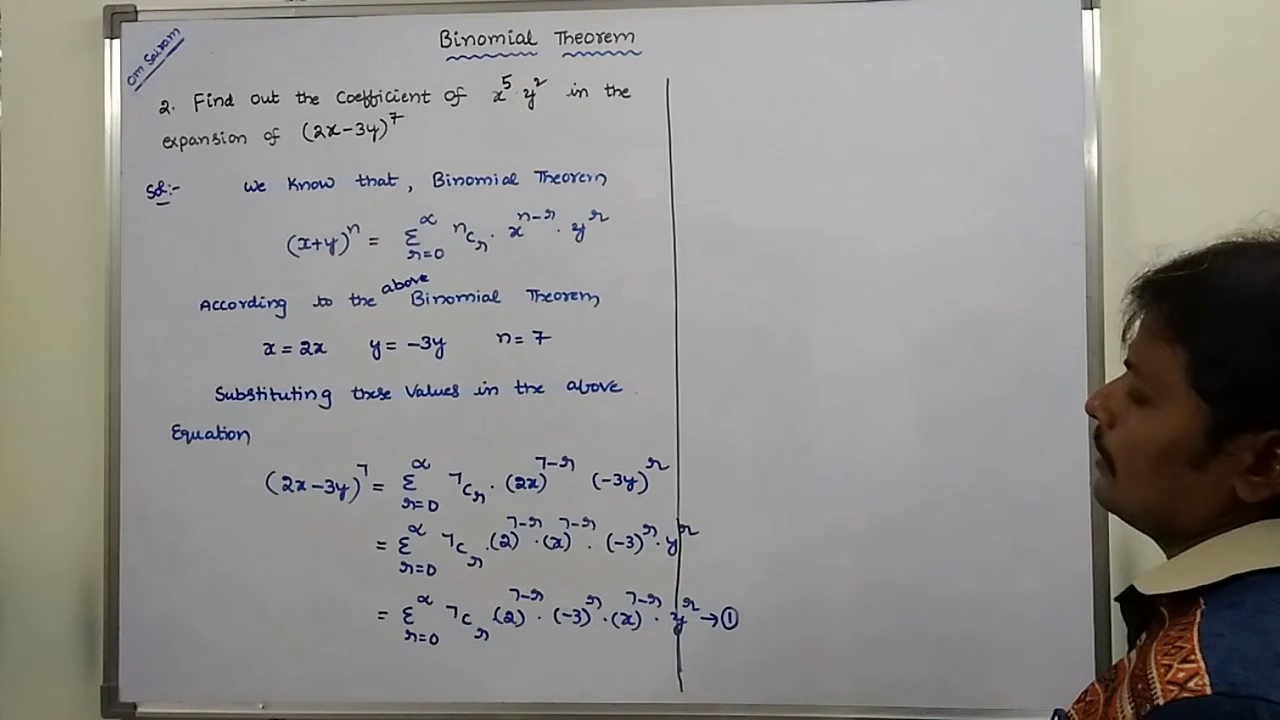 Om Sairam
Binomial Theorem
2. Find out the Coefficient of x⁵ y² in the
expansion of (2x-3y)⁷
Sol:- We Know that, Binomial Theorem
(x+y)ⁿ = Σ_{r=0}^{∝} ⁿC_r · x^{n-r} · y^r
According to the above Binomial Theorem
x = 2x y = -3y n = 7
Substituting these Values in the above.
Equation
(2x-3y)⁷ = Σ_{r=0}^{∝} ⁷C_r · (2x)^{7-r} (-3y)^r
= Σ_{r=0}^{∝} ⁷C_r · (2)^{7-r} · (x)^{7-r} · (-3)^r · y^r
= Σ_{r=0}^{∝} ⁷C_r (2)^{7-r} · (-3)^r · (x)^{7-r} · y^r → ①